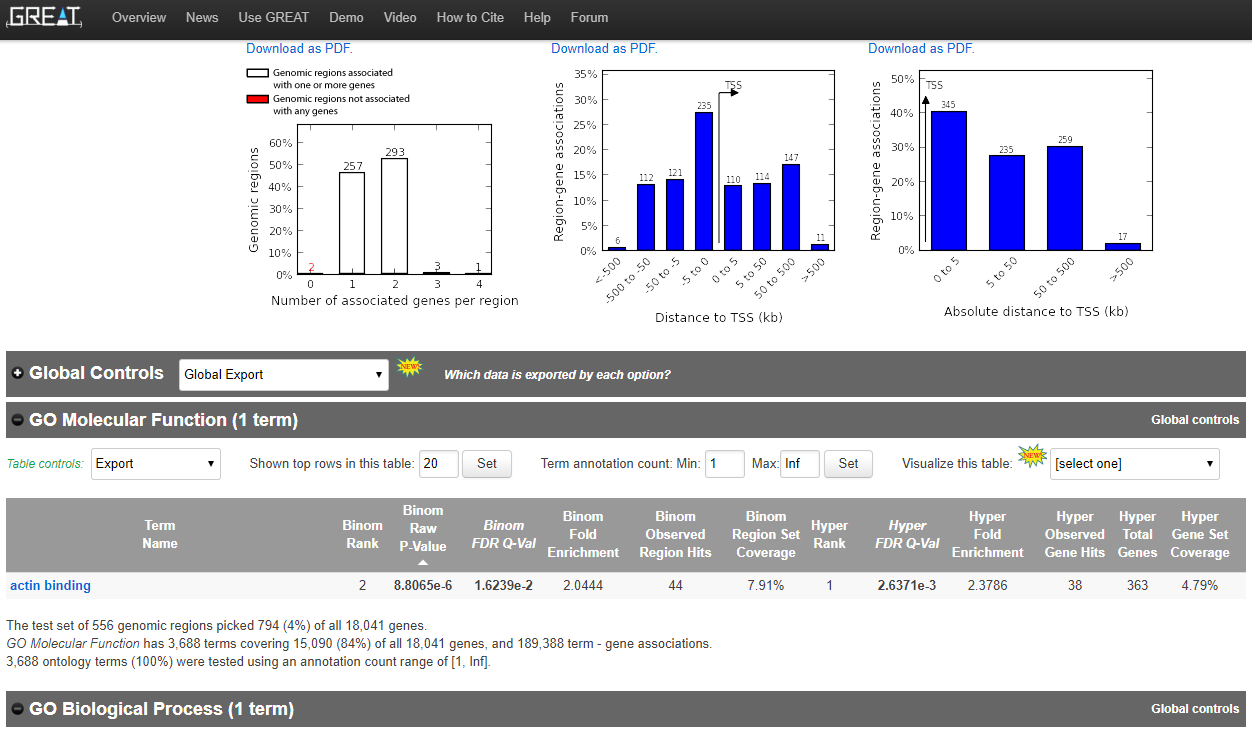 GREAT Overview News Use GREAT Demo Video How to Cite Help Forum
Download as PDF.
Genomic regions associated
with one or more genes
Genomic regions not associated
with any genes
60%
50%
40%
30%
20%
10%
0%
Genomic regions
2 257 293 3 1
0 1 2 3 4
Number of associated genes per region
Download as PDF.
35%
30%
25%
20%
15%
10%
5%
0%
Region-gene associations
TSS
6 112 121 235 110 114 147 11
<-500 -500 to -50 -50 to -5 -5 to 0 0 to 5 5 to 50 50 to 500 >500
Distance to TSS (kb)
Download as PDF.
50%
40%
30%
20%
10%
0%
Region-gene associations
TSS
345 235 259 17
0 to 5 5 to 50 50 to 500 >500
Absolute distance to TSS (kb)
Global Controls Global Export NEW! Which data is exported by each option?
GO Molecular Function (1 term) Global controls
Table controls: Export Shown top rows in this table: 20 Set Term annotation count: Min: 1 Max: Inf Set Visualize this table: NEW! [select one]
Term
Name
Binom
Rank
Binom
Raw
P-Value
Binom
FDR Q-Val
Binom
Fold
Enrichment
Binom
Observed
Region Hits
Binom
Region Set
Coverage
Hyper
Rank
Hyper
FDR Q-Val
Hyper
Fold
Enrichment
Hyper
Observed
Gene Hits
Hyper
Total
Genes
Hyper
Gene Set
Coverage
actin binding 2 8.8065e-6 1.6239e-2 2.0444 44 7.91% 1 2.6371e-3 2.3786 38 363 4.79%
The test set of 556 genomic regions picked 794 (4%) of all 18,041 genes.
GO Molecular Function has 3,688 terms covering 15,090 (84%) of all 18,041 genes, and 189,388 term - gene associations.
3,688 ontology terms (100%) were tested using an annotation count range of [1, Inf].
GO Biological Process (1 term) Global controls